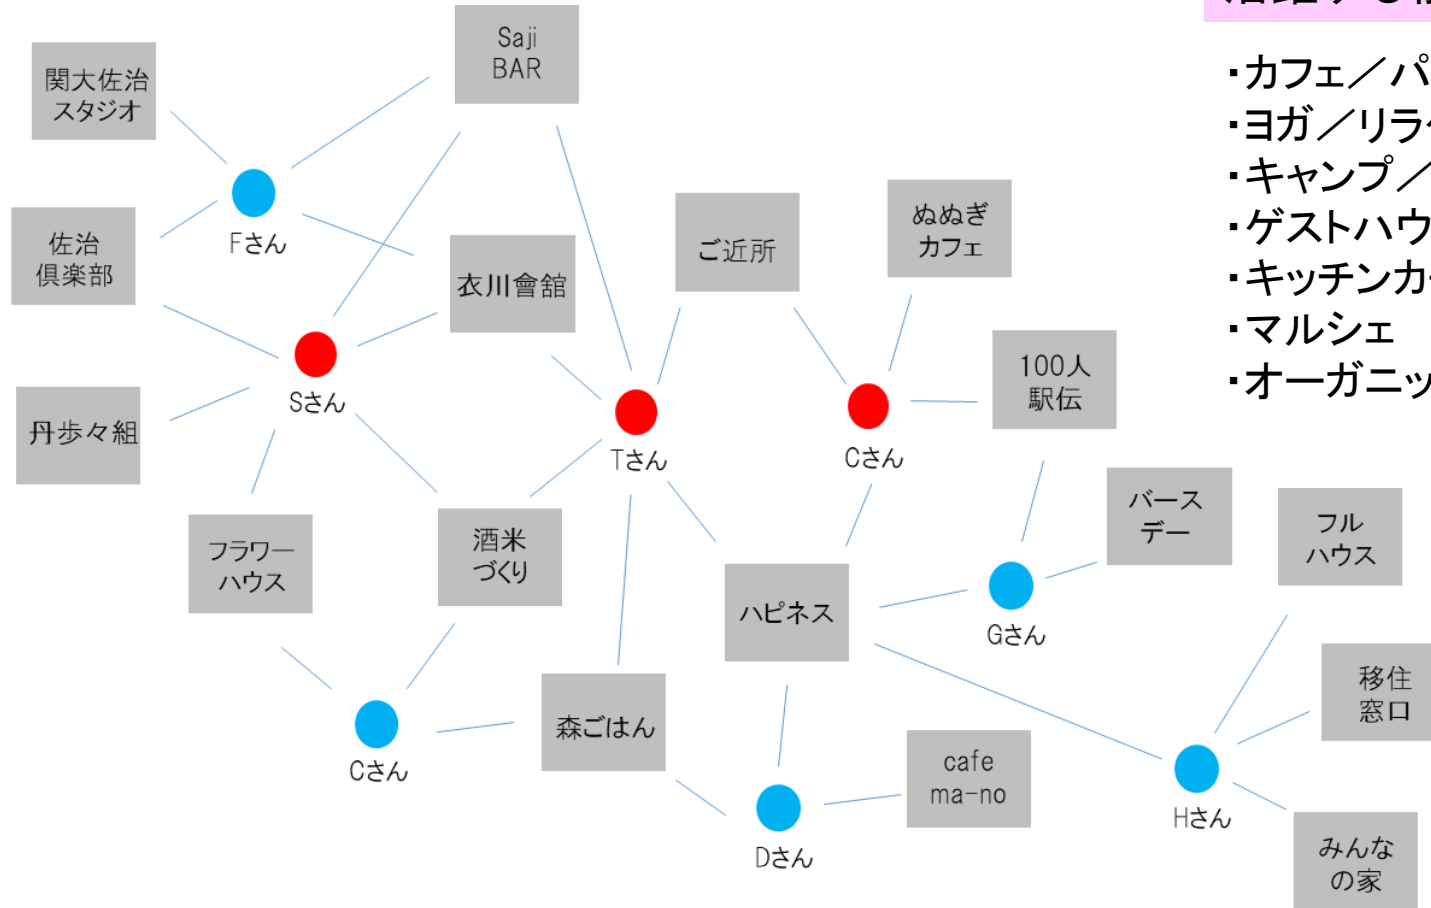 Saji
BAR
関大佐治
スタジオ
Fさん
佐治
倶楽部
衣川會舘
ご近所
ぬぬぎ
カフェ
100人
駅伝
Sさん
丹歩々組
Tさん
Cさん
バース
デー
フル
ハウス
フラワー
ハウス
酒米
づくり
ハピネス
Gさん
移住
窓口
森ごはん
Cさん
cafe
ma-no
Hさん
Dさん
みんな
の家
・カフェ／パ
・ヨガ／リラ
・キャンプ／
・ゲストハウ
・キッチンカ
・マルシェ
・オーガニッ